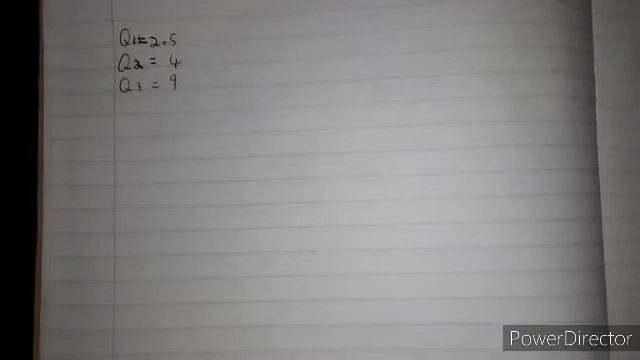 Q1=2.5
Q2 = 4
Q3 = 9
PowerDirector